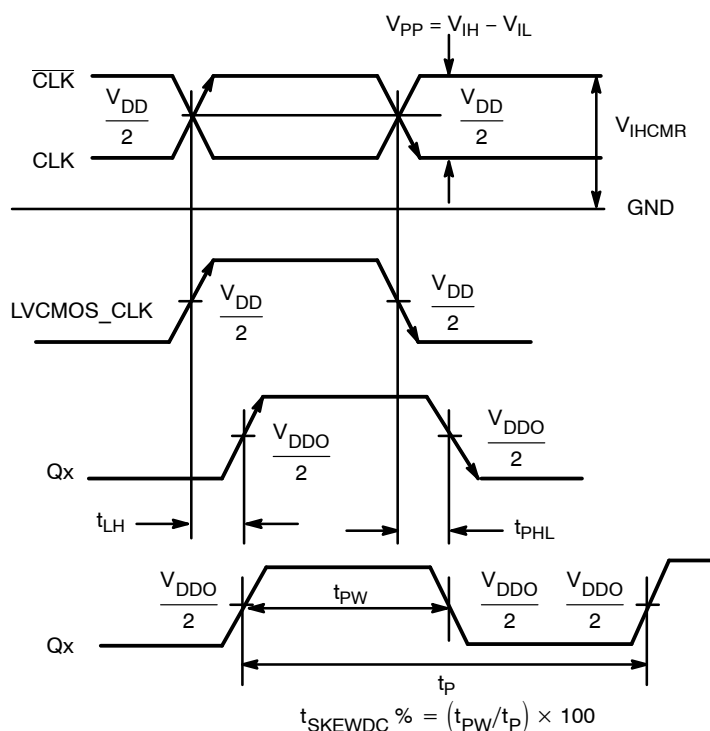 V_PP = V_IH – V_IL
C̅L̅K̅
V_DD/2
V_DD/2
V_IHCMR
CLK
GND
LVCMOS_CLK
V_DD/2
V_DD/2
V_DDO/2
V_DDO/2
Qx
t_LH
t_PHL
V_DDO/2
t_PW
V_DDO/2
V_DDO/2
Qx
t_P
t_SKEWDC % = (t_PW/t_P) × 100